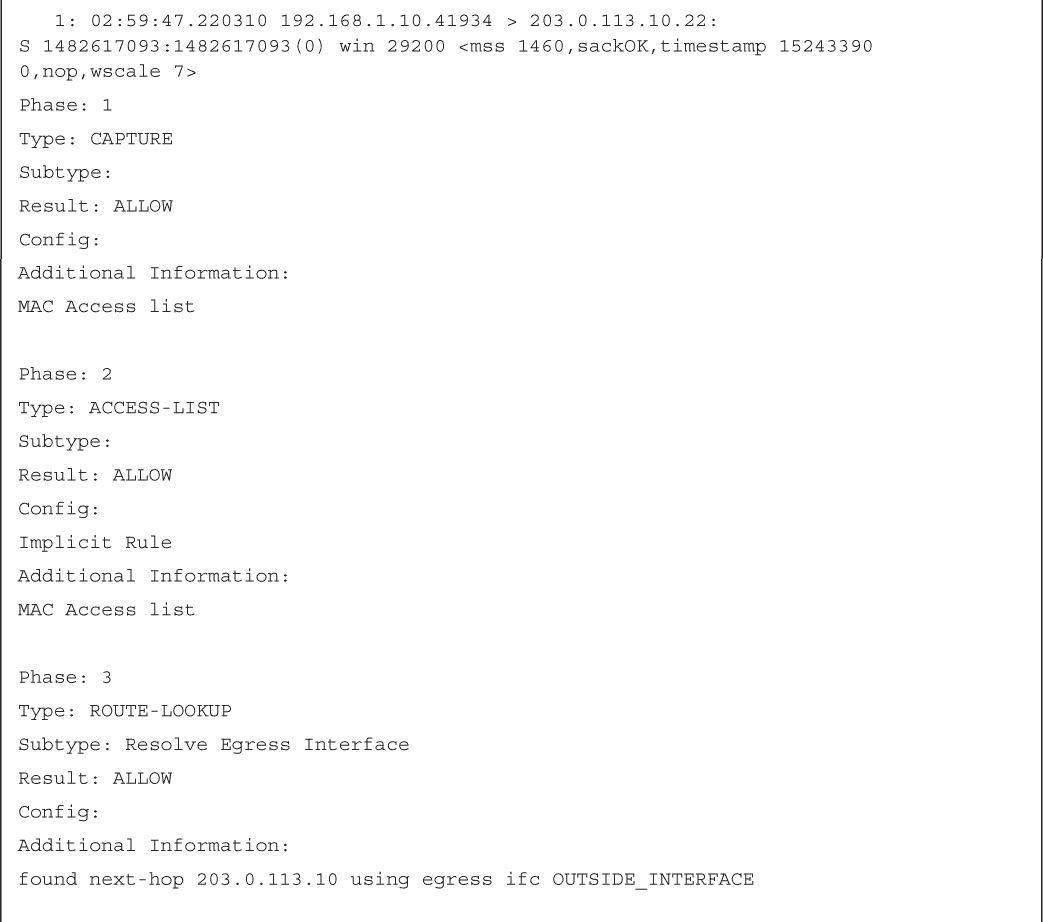 1: 02:59:47.220310 192.168.1.10.41934 > 203.0.113.10.22:
S 1482617093:1482617093(0) win 29200 <mss 1460,sackOK,timestamp 15243390
0,nop,wscale 7>
Phase: 1
Type: CAPTURE
Subtype:
Result: ALLOW
Config:
Additional Information:
MAC Access list
Phase: 2
Type: ACCESS-LIST
Subtype:
Result: ALLOW
Config:
Implicit Rule
Additional Information:
MAC Access list
Phase: 3
Type: ROUTE-LOOKUP
Subtype: Resolve Egress Interface
Result: ALLOW
Config:
Additional Information:
found next-hop 203.0.113.10 using egress ifc OUTSIDE_INTERFACE